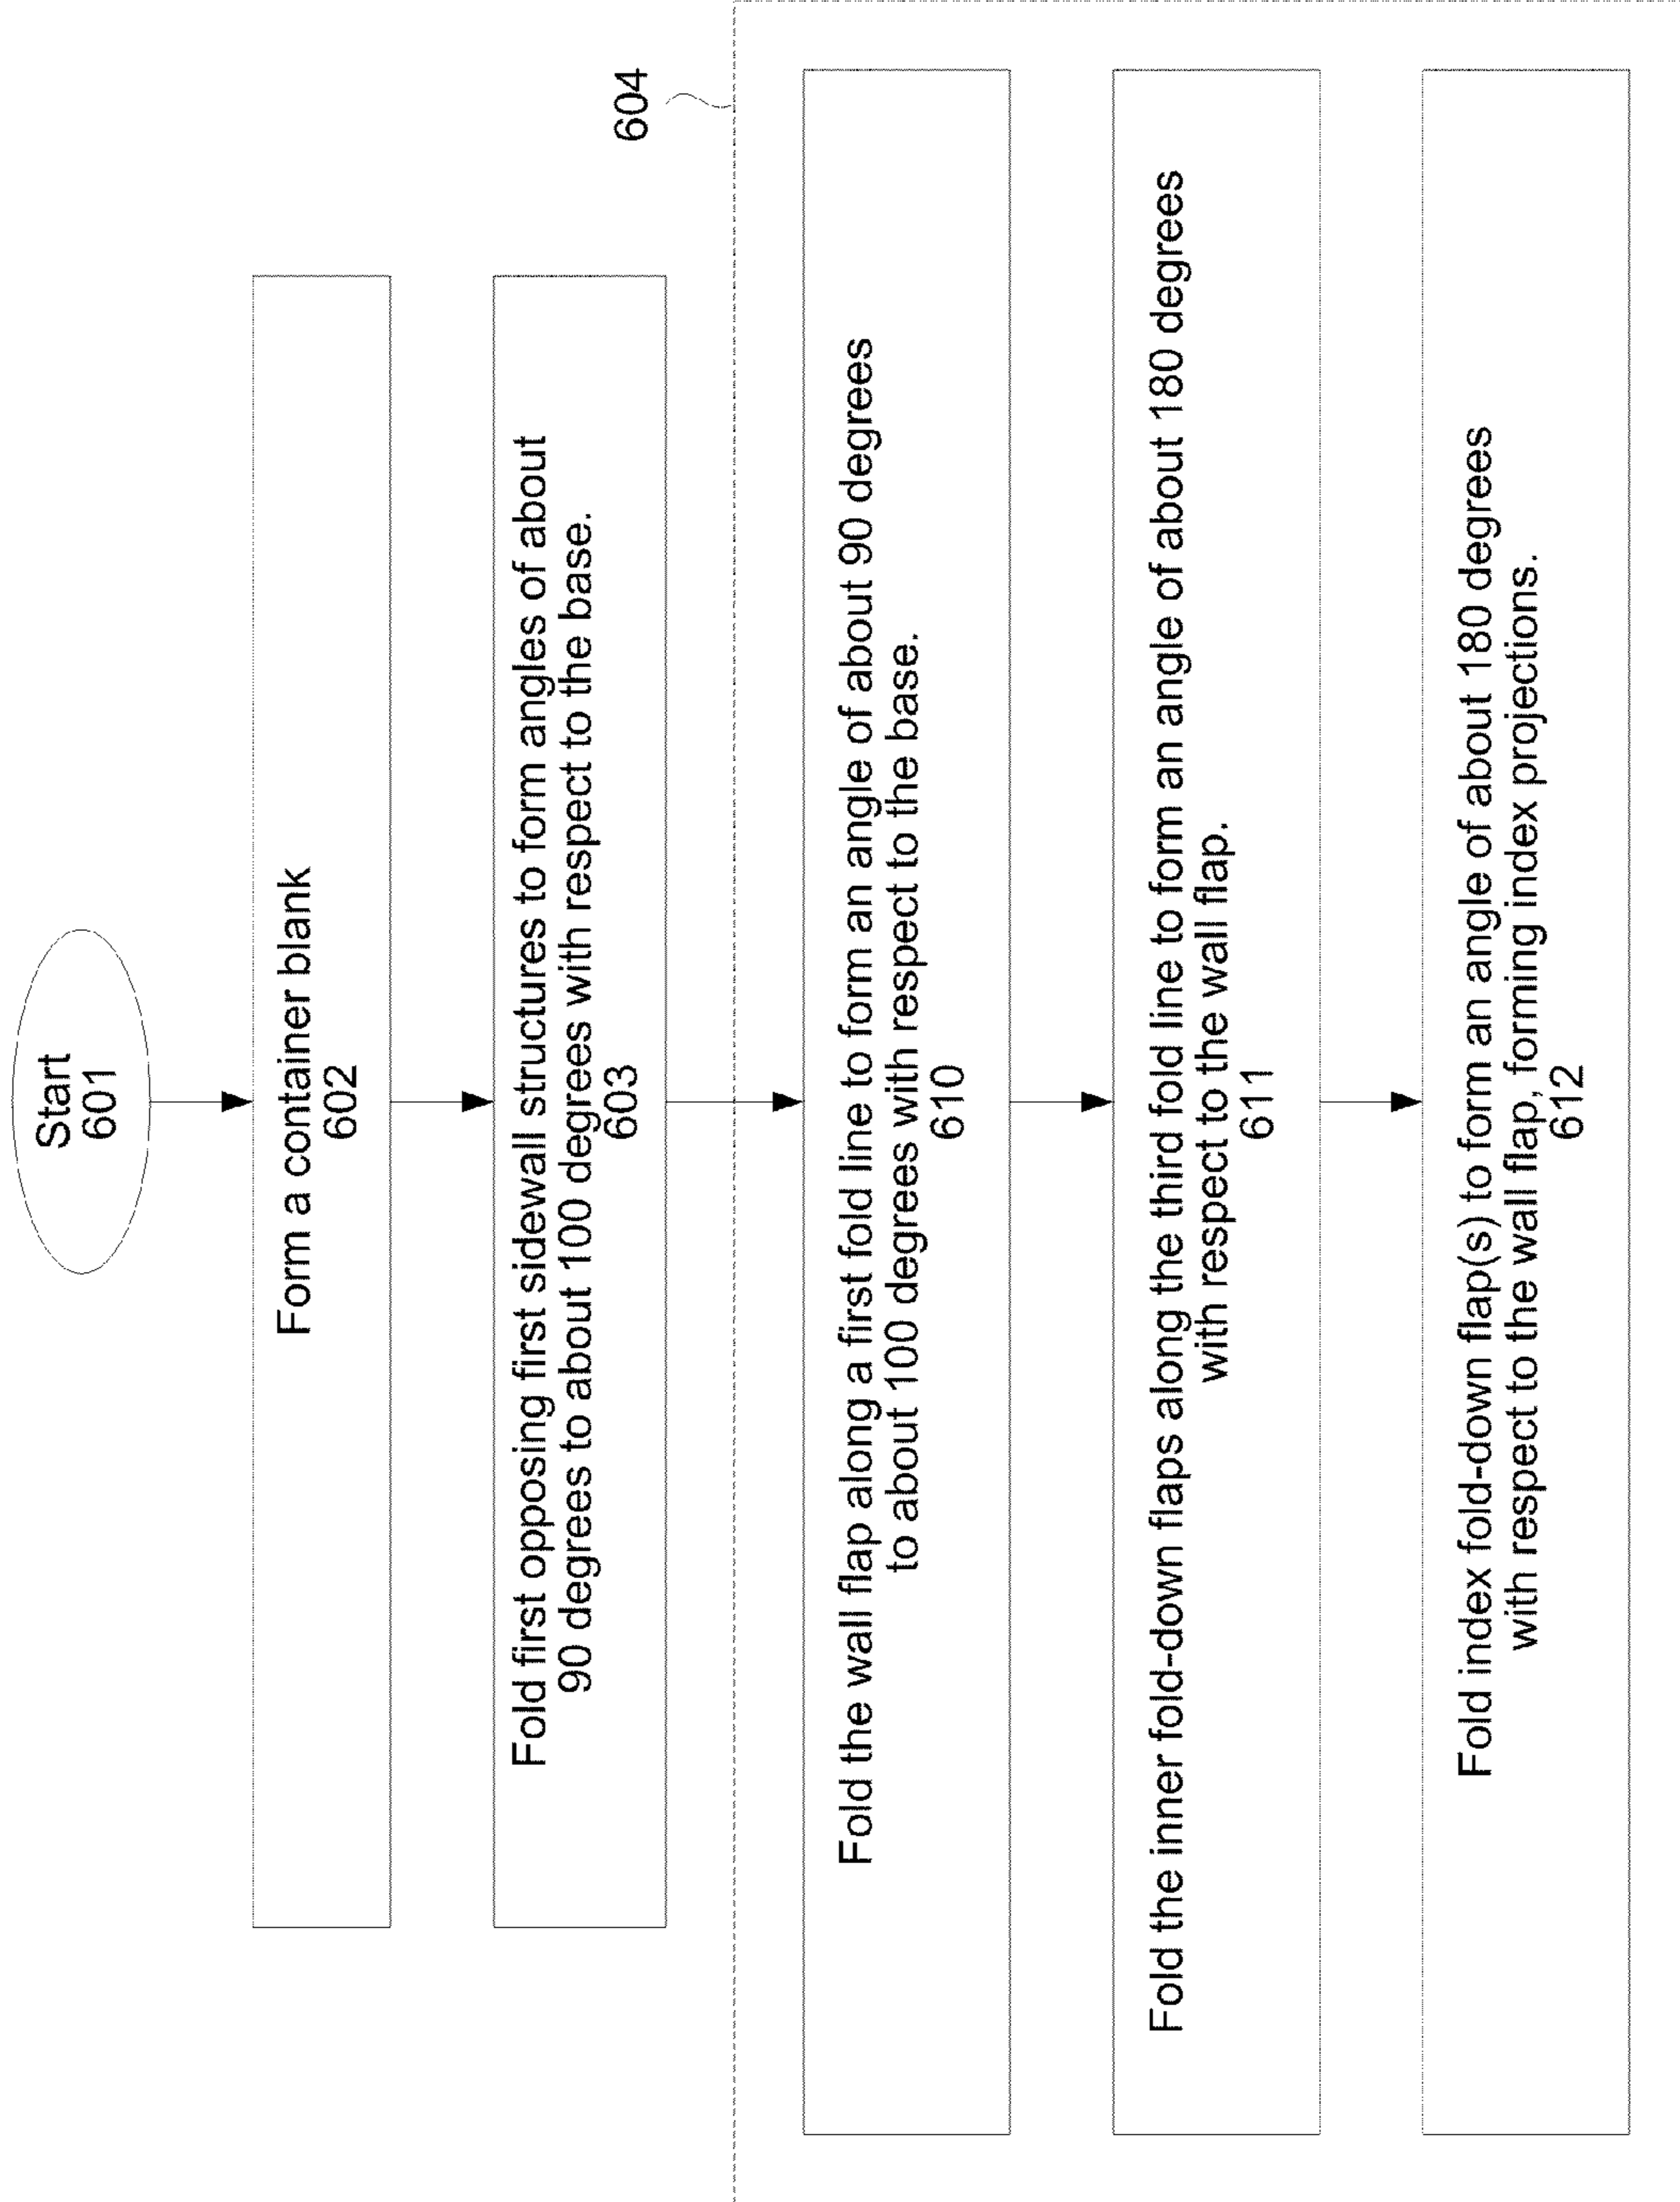 Start
601
Form a container blank
602
Fold first opposing first sidewall structures to form angles of about
90 degrees to about 100 degrees with respect to the base.
603
604
Fold the wall flap along a first fold line to form an angle of about 90 degrees
to about 100 degrees with respect to the base.
610
Fold the inner fold-down flaps along the third fold line to form an angle of about 180 degrees
with respect to the wall flap.
611
Fold index fold-down flap(s) to form an angle of about 180 degrees
with respect to the wall flap, forming index projections.
612